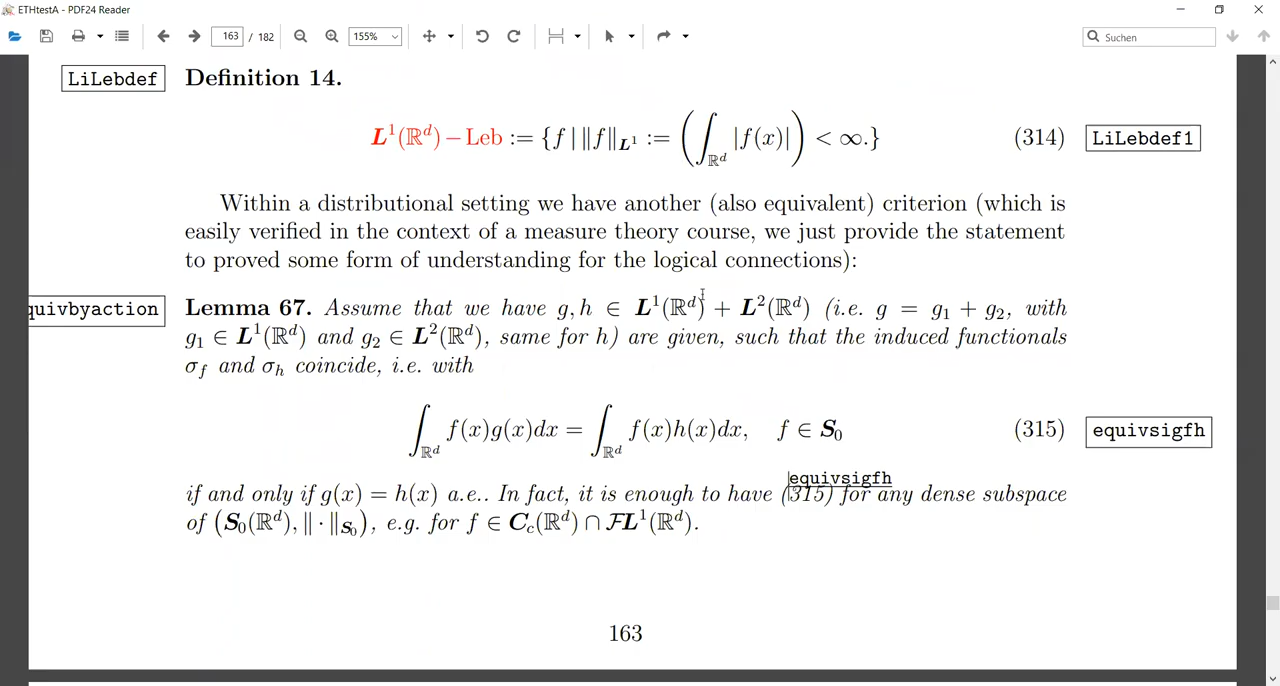 ETHtestA - PDF24 Reader
163 / 182
155%
Suchen
LiLebdef
Definition 14.
L¹(ℝᵈ) − Leb := {f | ‖f‖_{L¹} := (∫_{ℝᵈ} |f(x)|) < ∞.}
(314)
LiLebdef1
Within a distributional setting we have another (also equivalent) criterion (which is
easily verified in the context of a measure theory course, we just provide the statement
to proved some form of understanding for the logical connections):
quivbyaction
Lemma 67. Assume that we have g, h ∈ L¹(ℝᵈ) + L²(ℝᵈ) (i.e. g = g₁ + g₂, with
g₁ ∈ L¹(ℝᵈ) and g₂ ∈ L²(ℝᵈ), same for h) are given, such that the induced functionals
σ_f and σ_h coincide, i.e. with
∫_{ℝᵈ} f(x)g(x)dx = ∫_{ℝᵈ} f(x)h(x)dx, f ∈ S₀
(315)
equivsigfh
equivsigfh
if and only if g(x) = h(x) a.e.. In fact, it is enough to have (315) for any dense subspace
of (S₀(ℝᵈ), ‖ · ‖_{S₀}), e.g. for f ∈ C_c(ℝᵈ) ∩ ℱL¹(ℝᵈ).
163